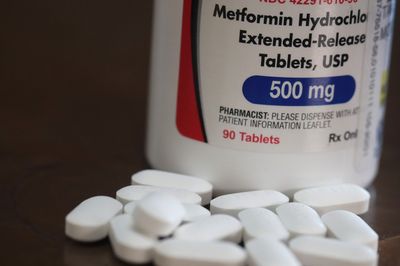 Metformin Hydrochlo
Extended-Release
Tablets, USP
500 mg
PHARMACIST: PLEASE DISPENSE WITH AT
PATIENT INFORMATION LEAFLET.
90 Tablets
Rx Onl